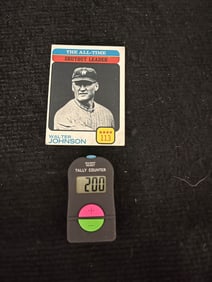 THE ALL-TIME
SHUTOUT LEADER
WALTER
JOHNSON
113
TALLY COUNTER
200